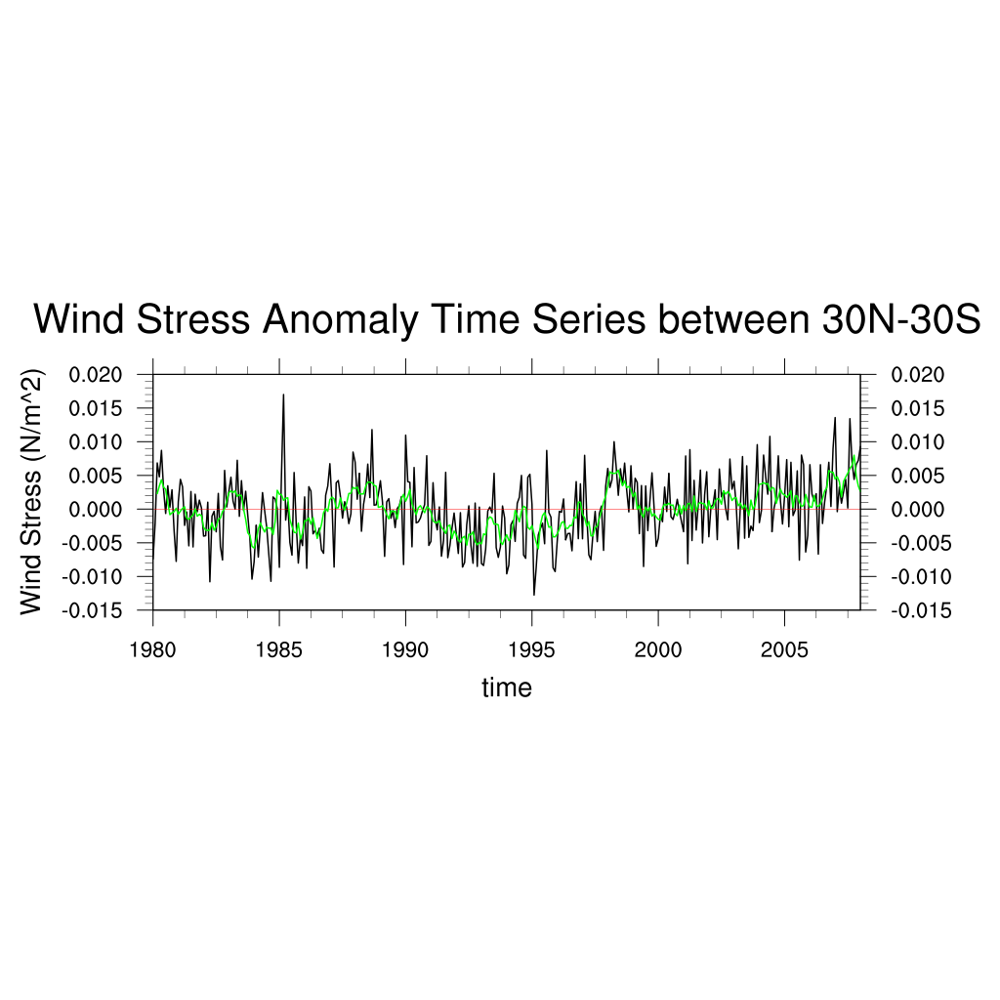 Wind Stress Anomaly Time Series between 30N-30S
Wind Stress (N/m^2)
0.020 0.020
0.015 0.015
0.010 0.010
0.005 0.005
0.000 0.000
-0.005 -0.005
-0.010 -0.010
-0.015 -0.015
1980 1985 1990 1995 2000 2005
time